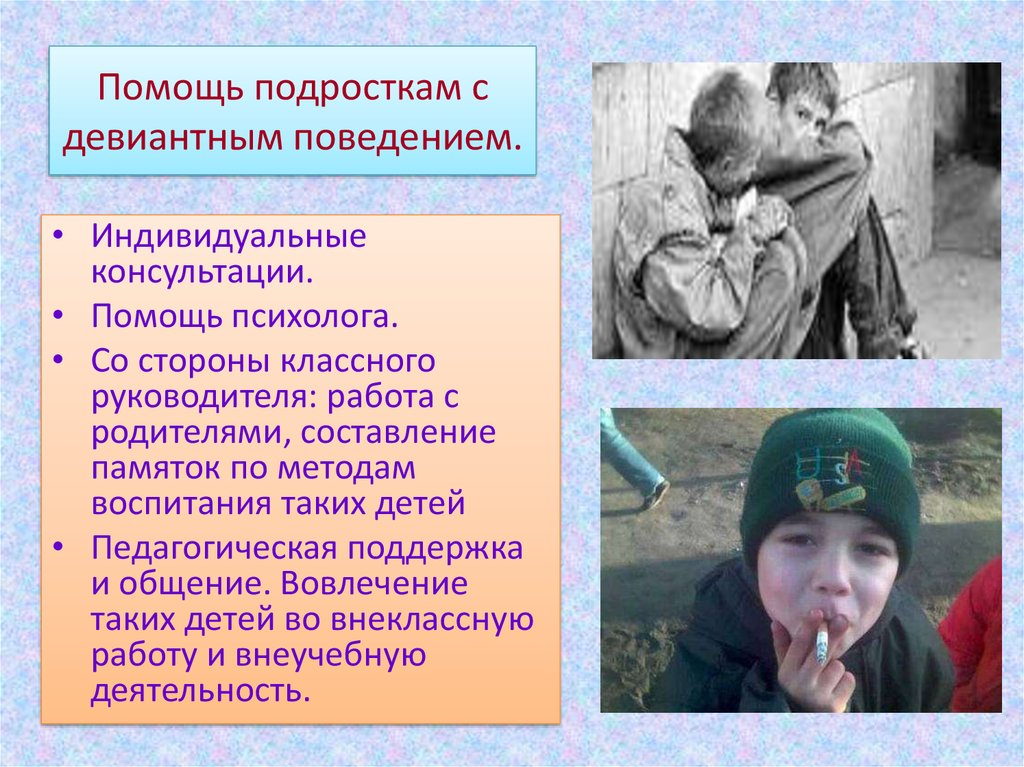 Помощь подросткам с
девиантным поведением.
• Индивидуальные
консультации.
• Помощь психолога.
• Со стороны классного
руководителя: работа с
родителями, составление
памяток по методам
воспитания таких детей
• Педагогическая поддержка
и общение. Вовлечение
таких детей во внеклассную
работу и внеучебную
деятельность.
USA